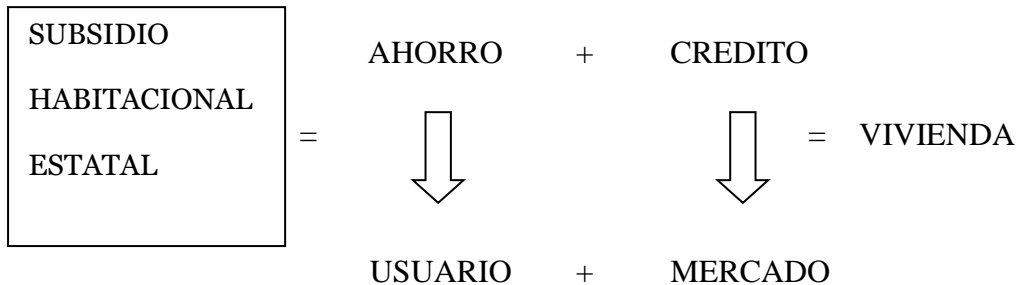 SUBSIDIO
HABITACIONAL
ESTATAL
=
AHORRO + CREDITO
= VIVIENDA
USUARIO + MERCADO